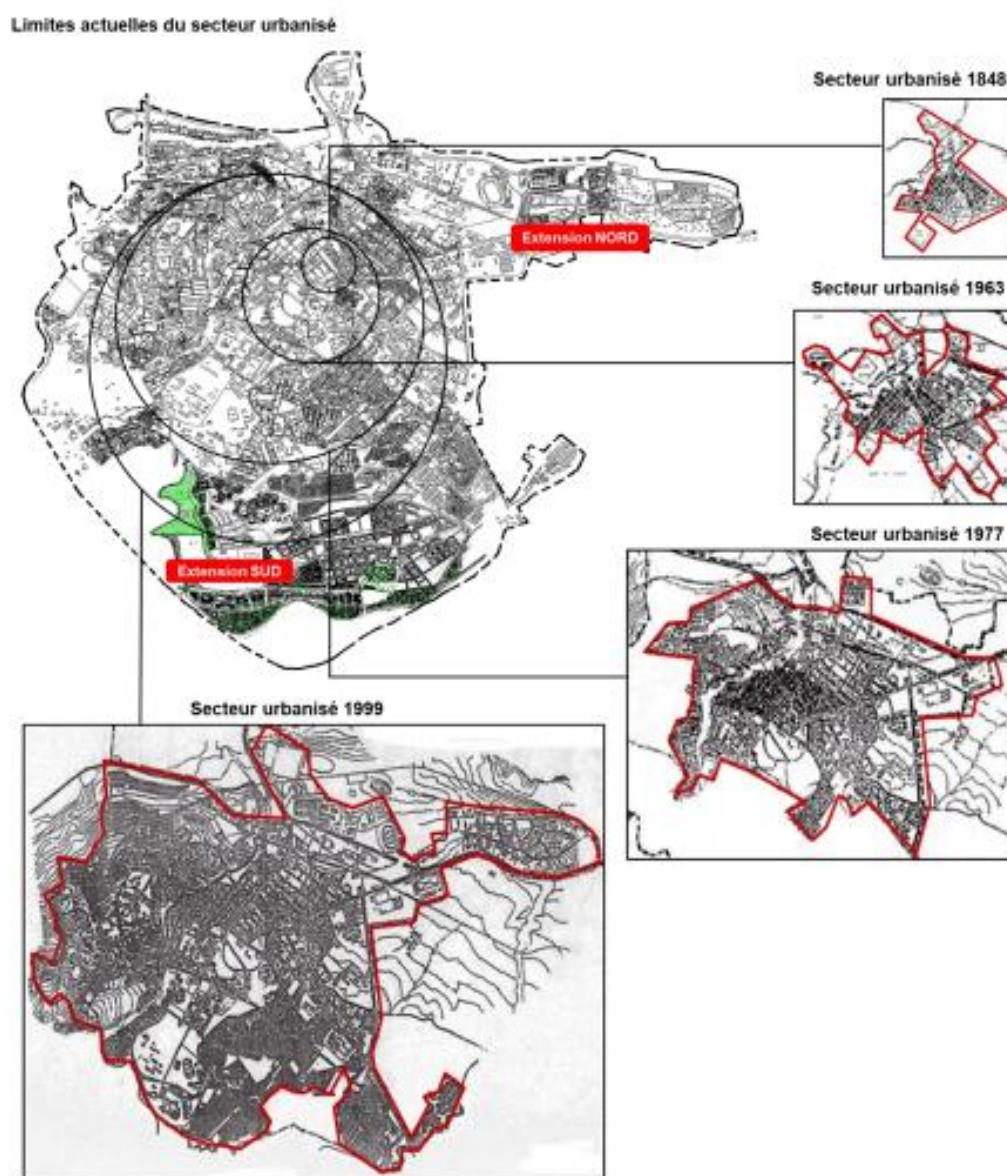 Limites actuelles du secteur urbanisé
Secteur urbanisé 1848
Extension NORD
Secteur urbanisé 1963
Secteur urbanisé 1977
Extension SUD
Secteur urbanisé 1999